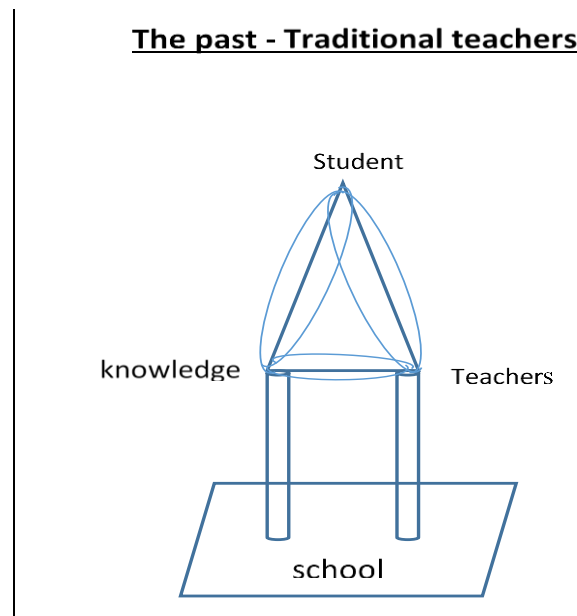 The past - Traditional teachers
Student
knowledge
Teachers
school